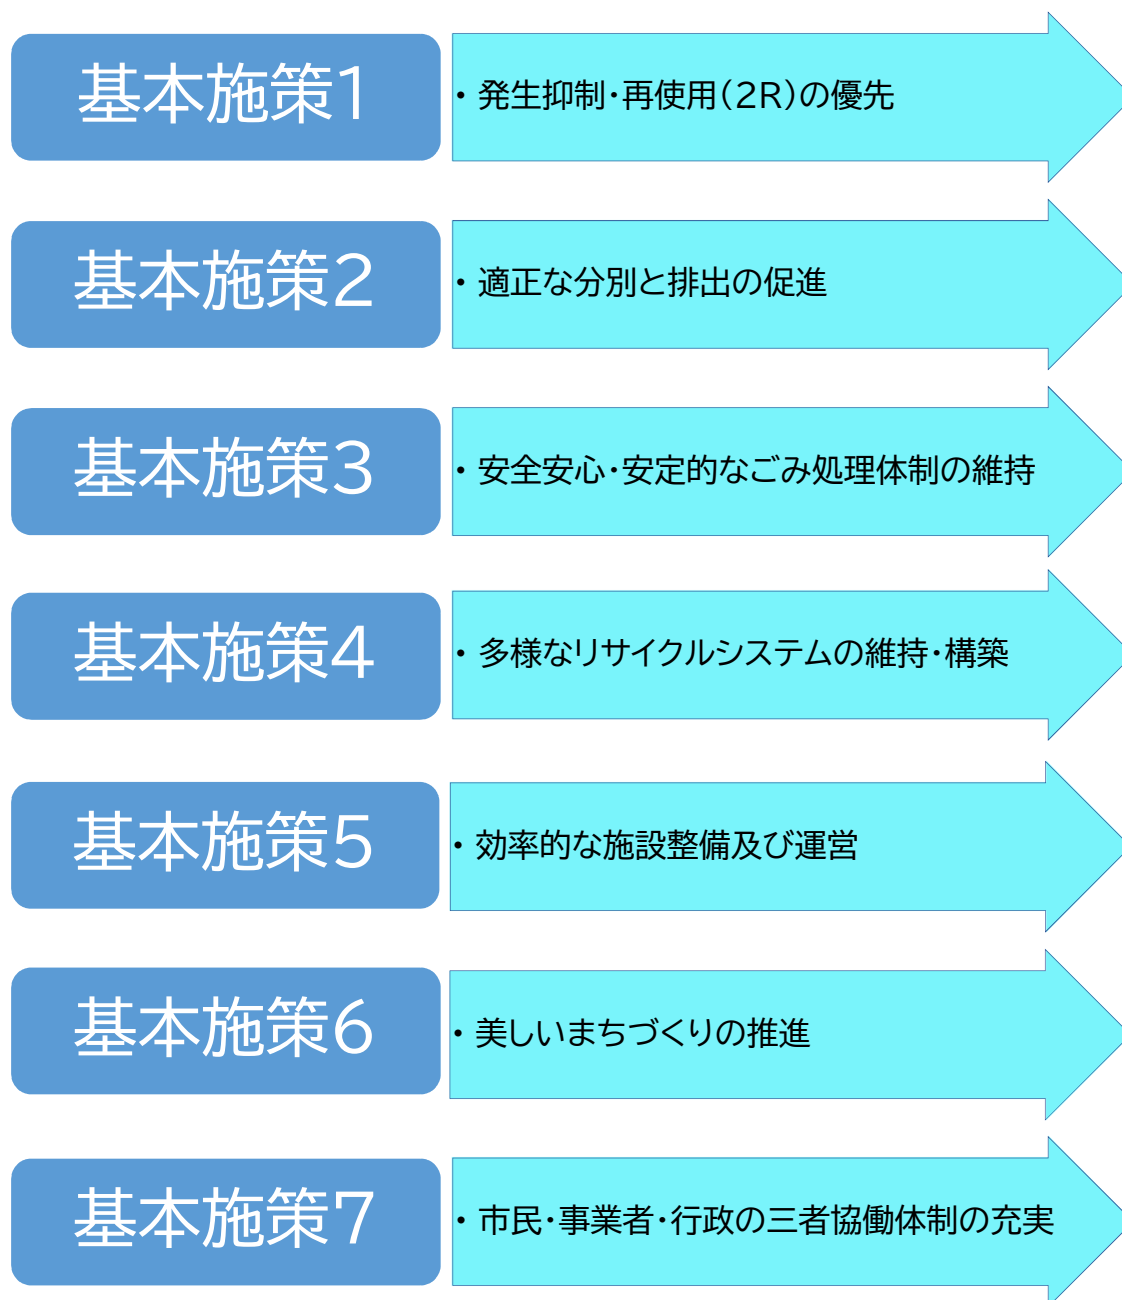 基本施策1
・発生抑制・再使用(2R)の優先
基本施策2
・適正な分別と排出の促進
基本施策3
・安全安心・安定的なごみ処理体制の維持
基本施策4
・多様なリサイクルシステムの維持・構築
基本施策5
・効率的な施設整備及び運営
基本施策6
・美しいまちづくりの推進
基本施策7
・市民・事業者・行政の三者協働体制の充実